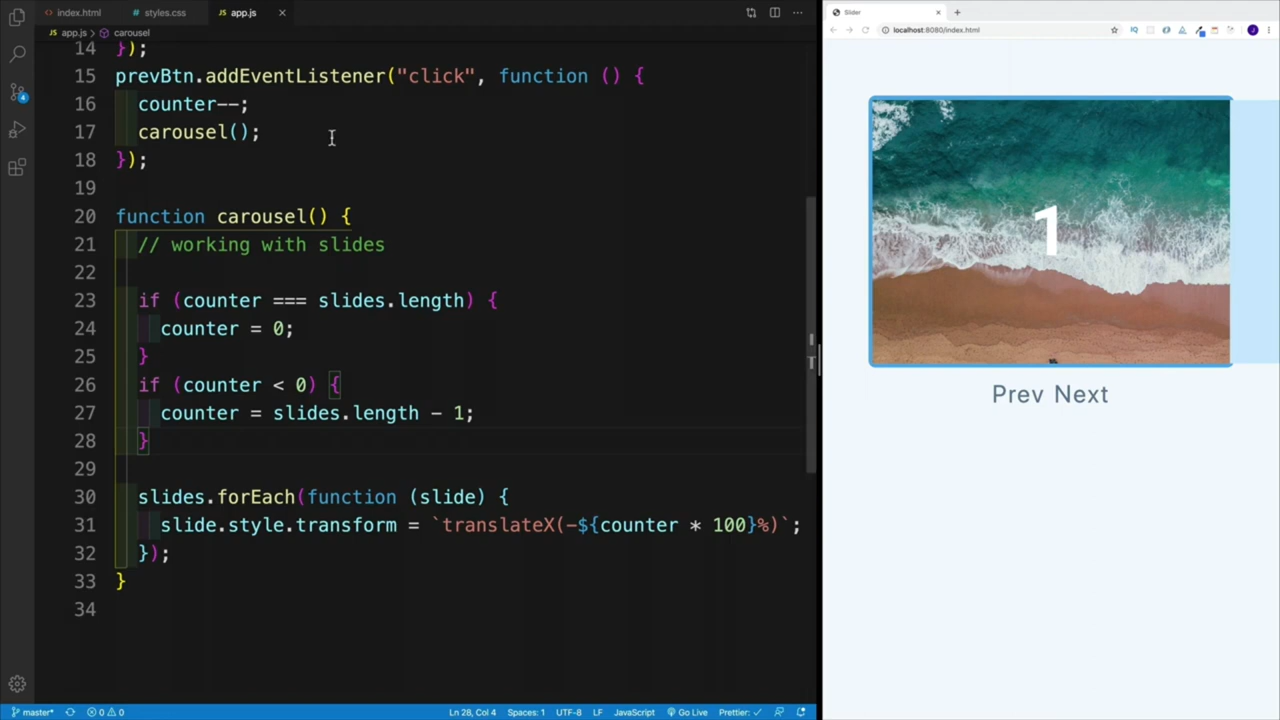 index.html
styles.css
app.js
app.js > carousel
14 });
15 prevBtn.addEventListener("click", function () {
16 counter--;
17 carousel();
18 });
19
20 function carousel() {
21 // working with slides
22
23 if (counter === slides.length) {
24 counter = 0;
25 }
26 if (counter < 0) {
27 counter = slides.length - 1;
28 }
29
30 slides.forEach(function (slide) {
31 slide.style.transform = `translateX(-${counter * 100}%)`;
32 });
33 }
34
4
master*
0 0
Ln 28, Col 4
Spaces: 1
UTF-8
LF
JavaScript
Go Live
Prettier: ✓
Slider
localhost:8080/index.html
J
1
Prev Next